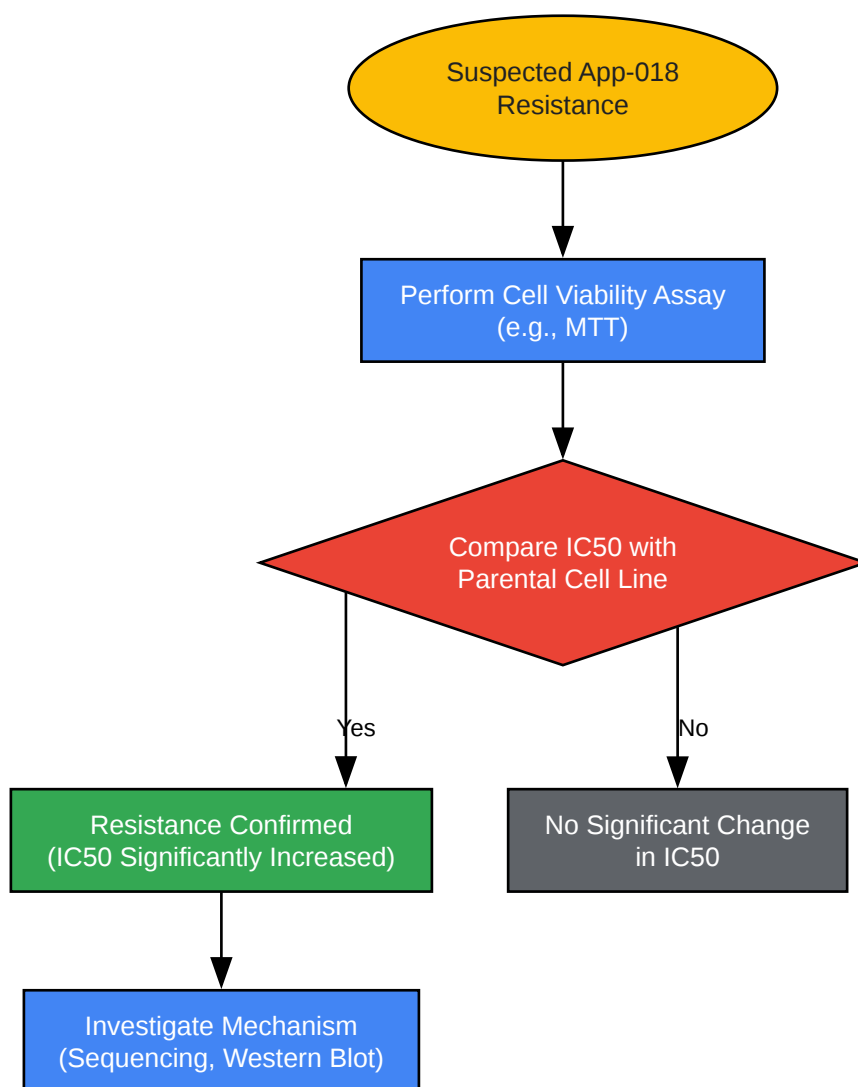 Suspected App-018
Resistance
Perform Cell Viability Assay
(e.g., MTT)
Compare IC50 with
Parental Cell Line
Yes
No
Resistance Confirmed
(IC50 Significantly Increased)
No Significant Change
in IC50
Investigate Mechanism
(Sequencing, Western Blot)